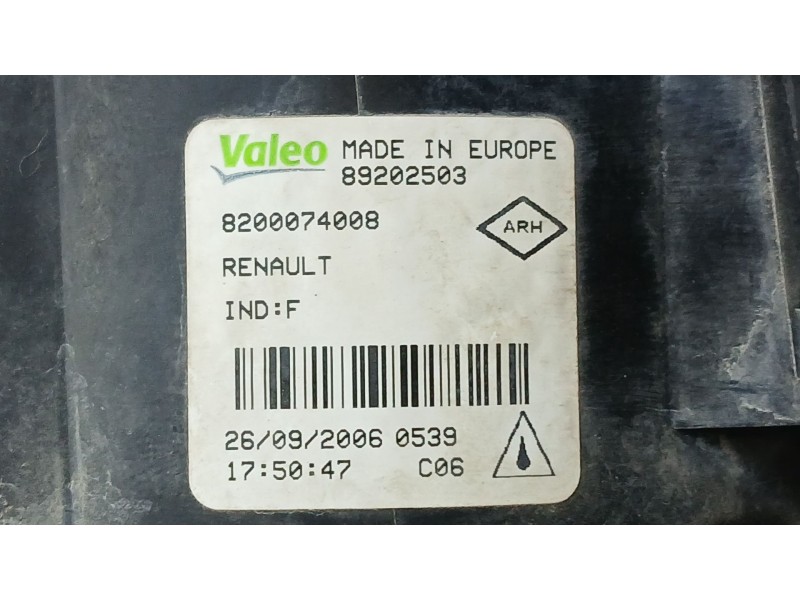 Valeo MADE IN EUROPE
89202503
8200074008
ARH
RENAULT
IND:F
26/09/2006 0539
17:50:47 C06